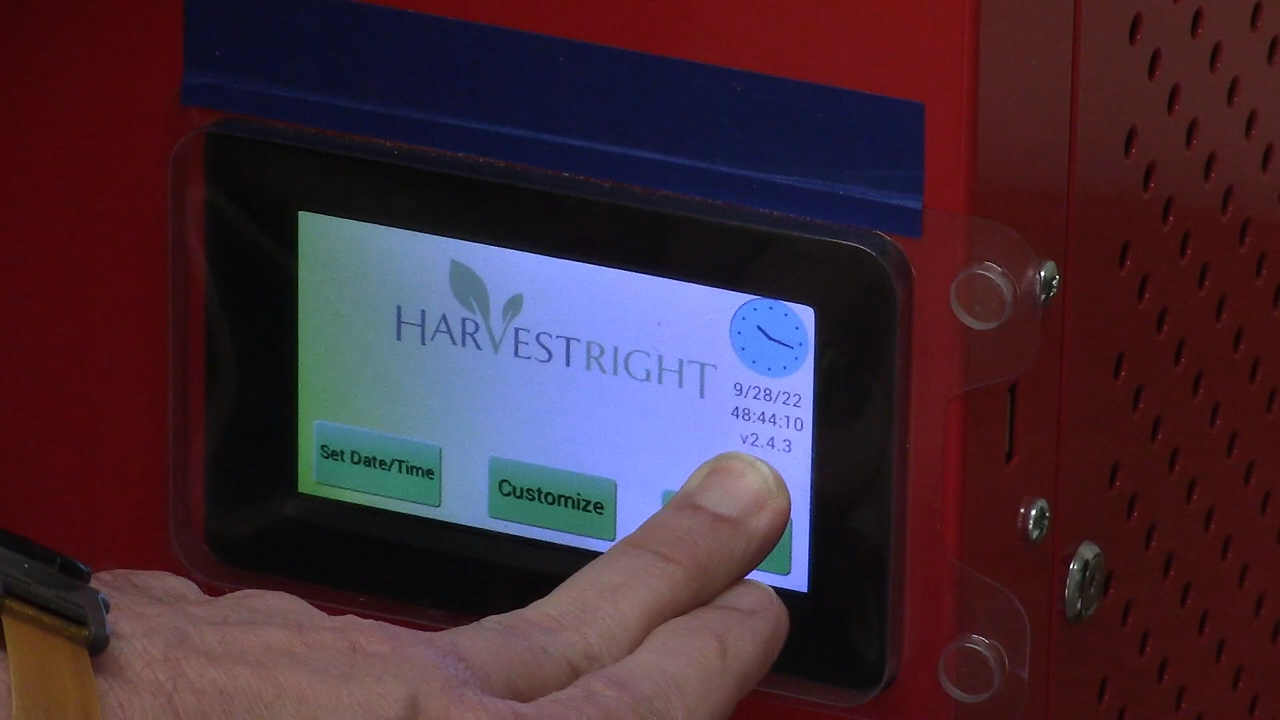 HARVESTRIGHT
9/28/22
48:44:10
v2.4.3
Set Date/Time
Customize